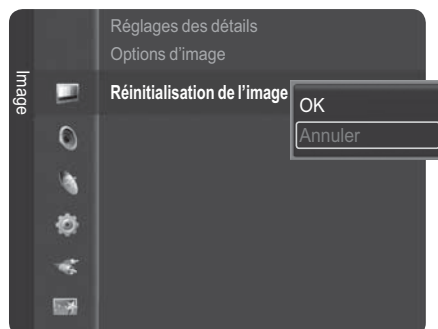 Image
Réglages des détails
Options d'image
Réinitialisation de l'image
OK
Annuler